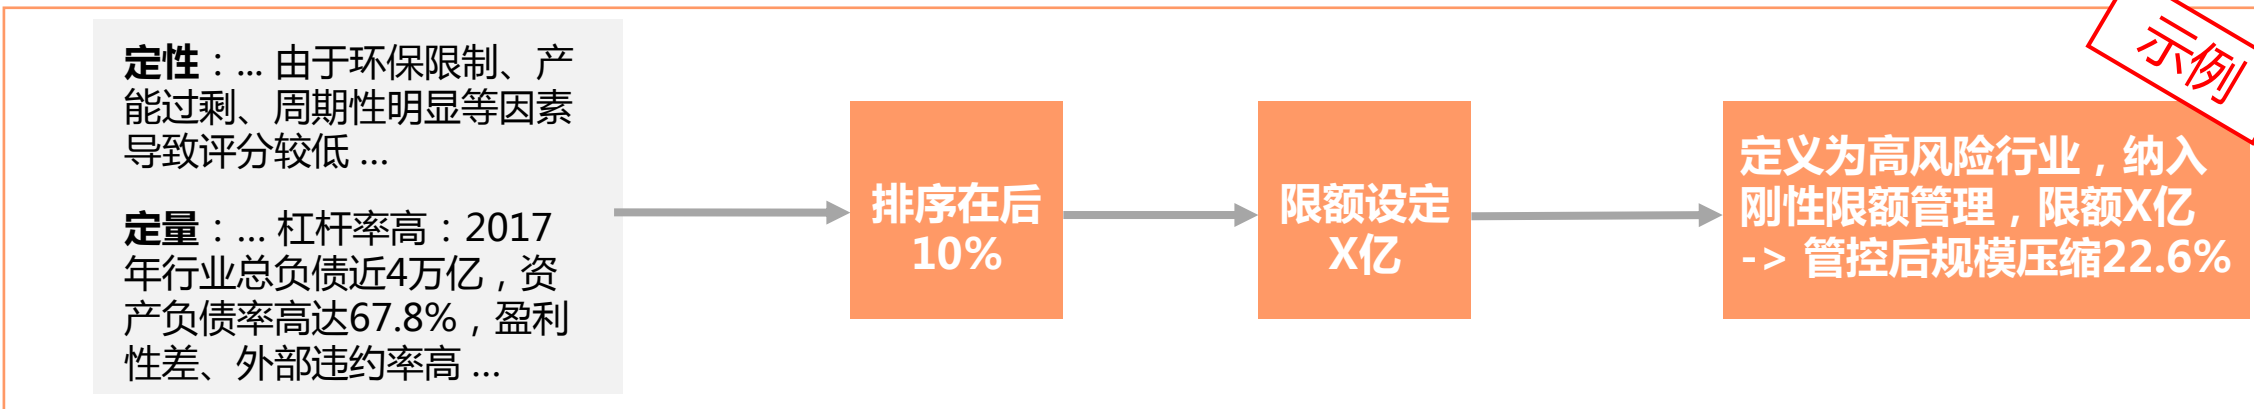 定性：... 由于环保限制、产
能过剩、周期性明显等因素
导致评分较低 ...
定量：... 杠杆率高：2017
年行业总负债近4万亿，资
产负债率高达67.8%，盈利
性差、外部违约率高 ...
排序在后
10%
限额设定
X亿
定义为高风险行业，纳入
刚性限额管理，限额X亿
-> 管控后规模压缩22.6%
示例